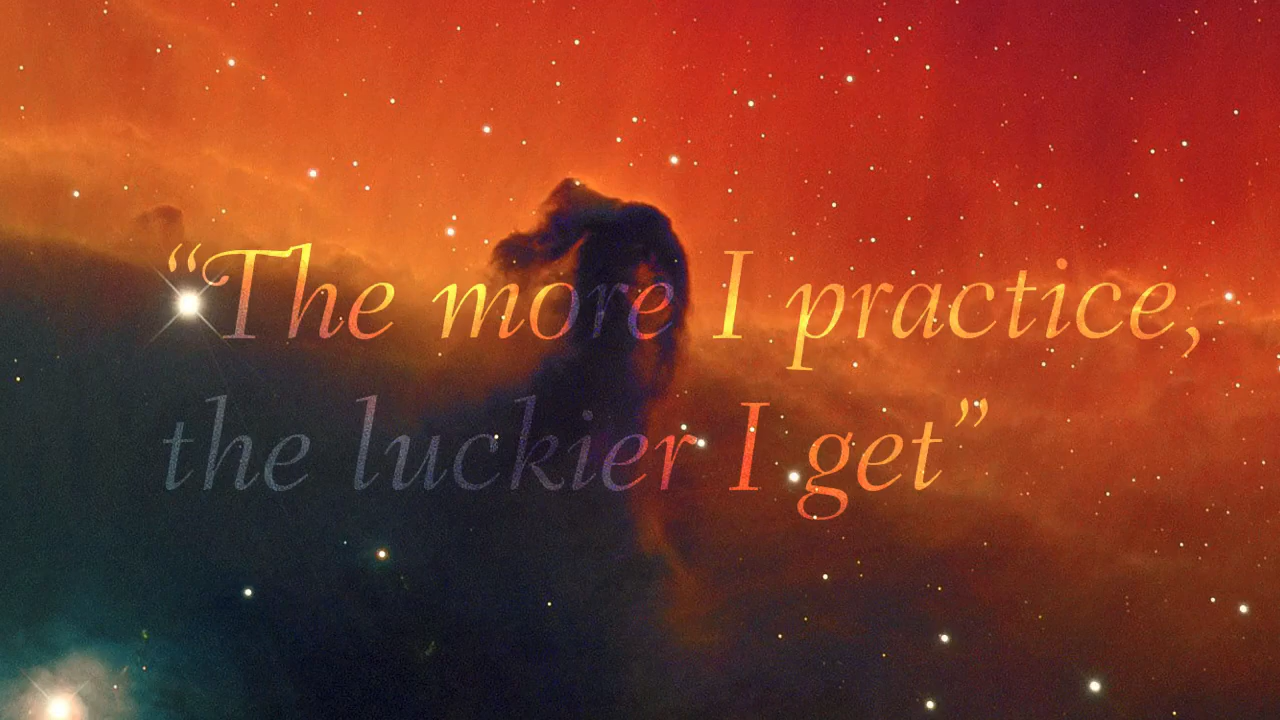 “The more I practice,
the luckier I get”